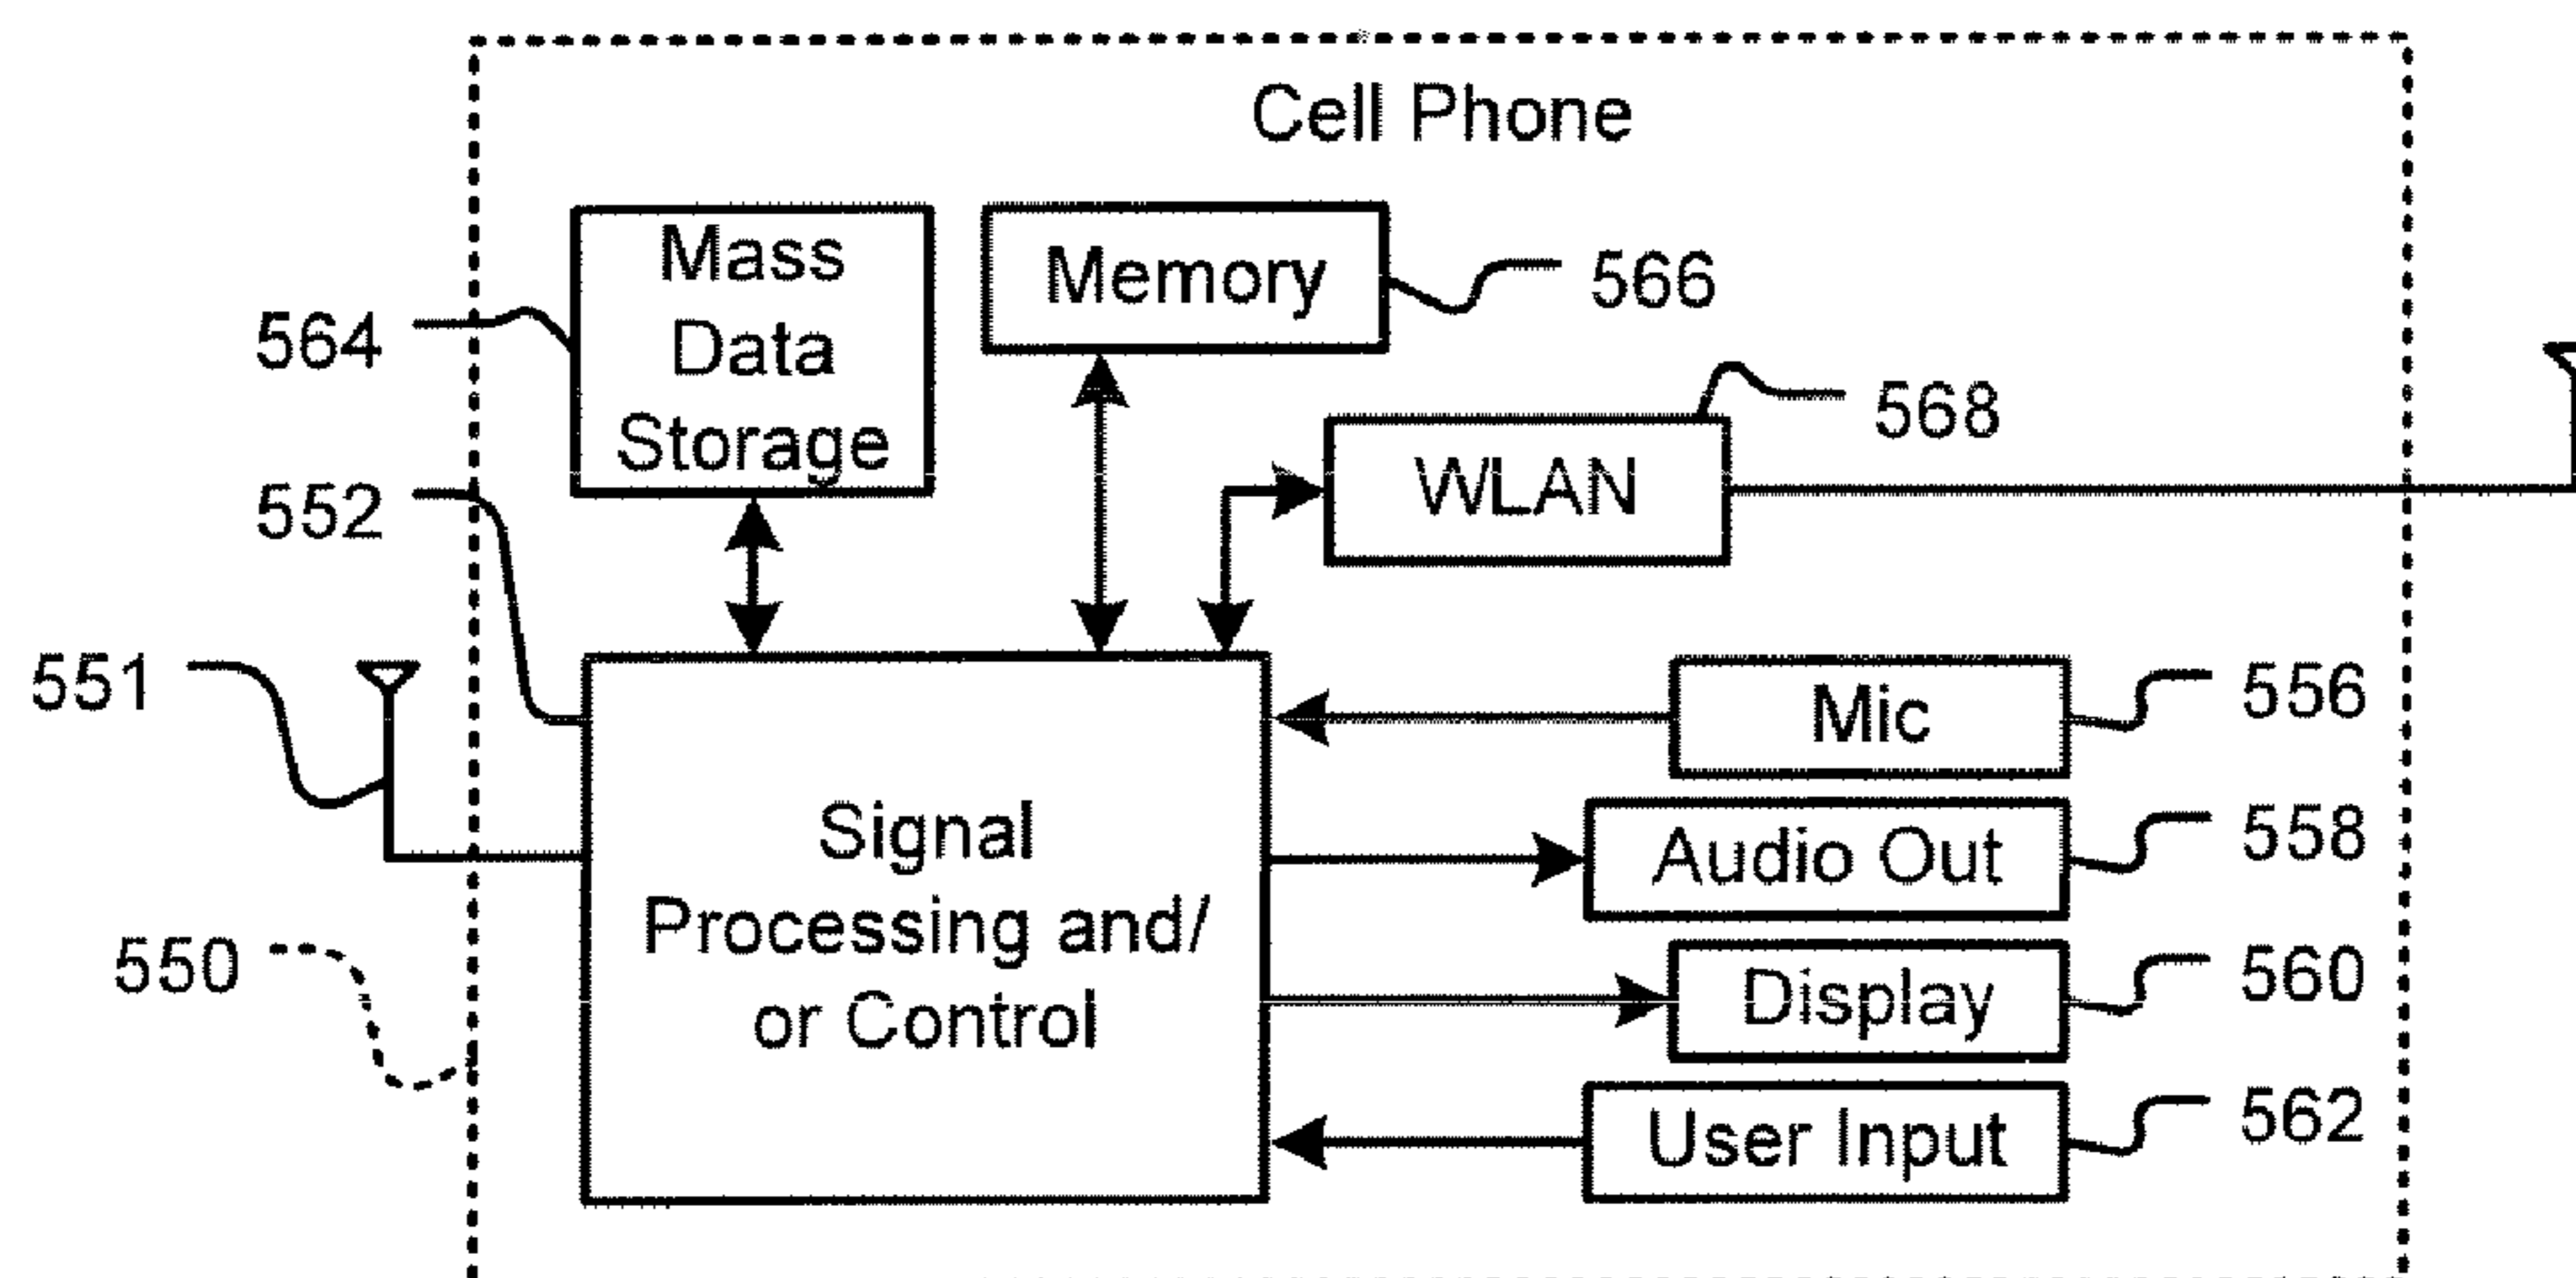 Cell Phone
Mass
Data
Storage
Memory
566
564
568
WLAN
552
551
Mic
556
Signal
Processing and/
or Control
Audio Out
558
550
Display
560
User Input
562